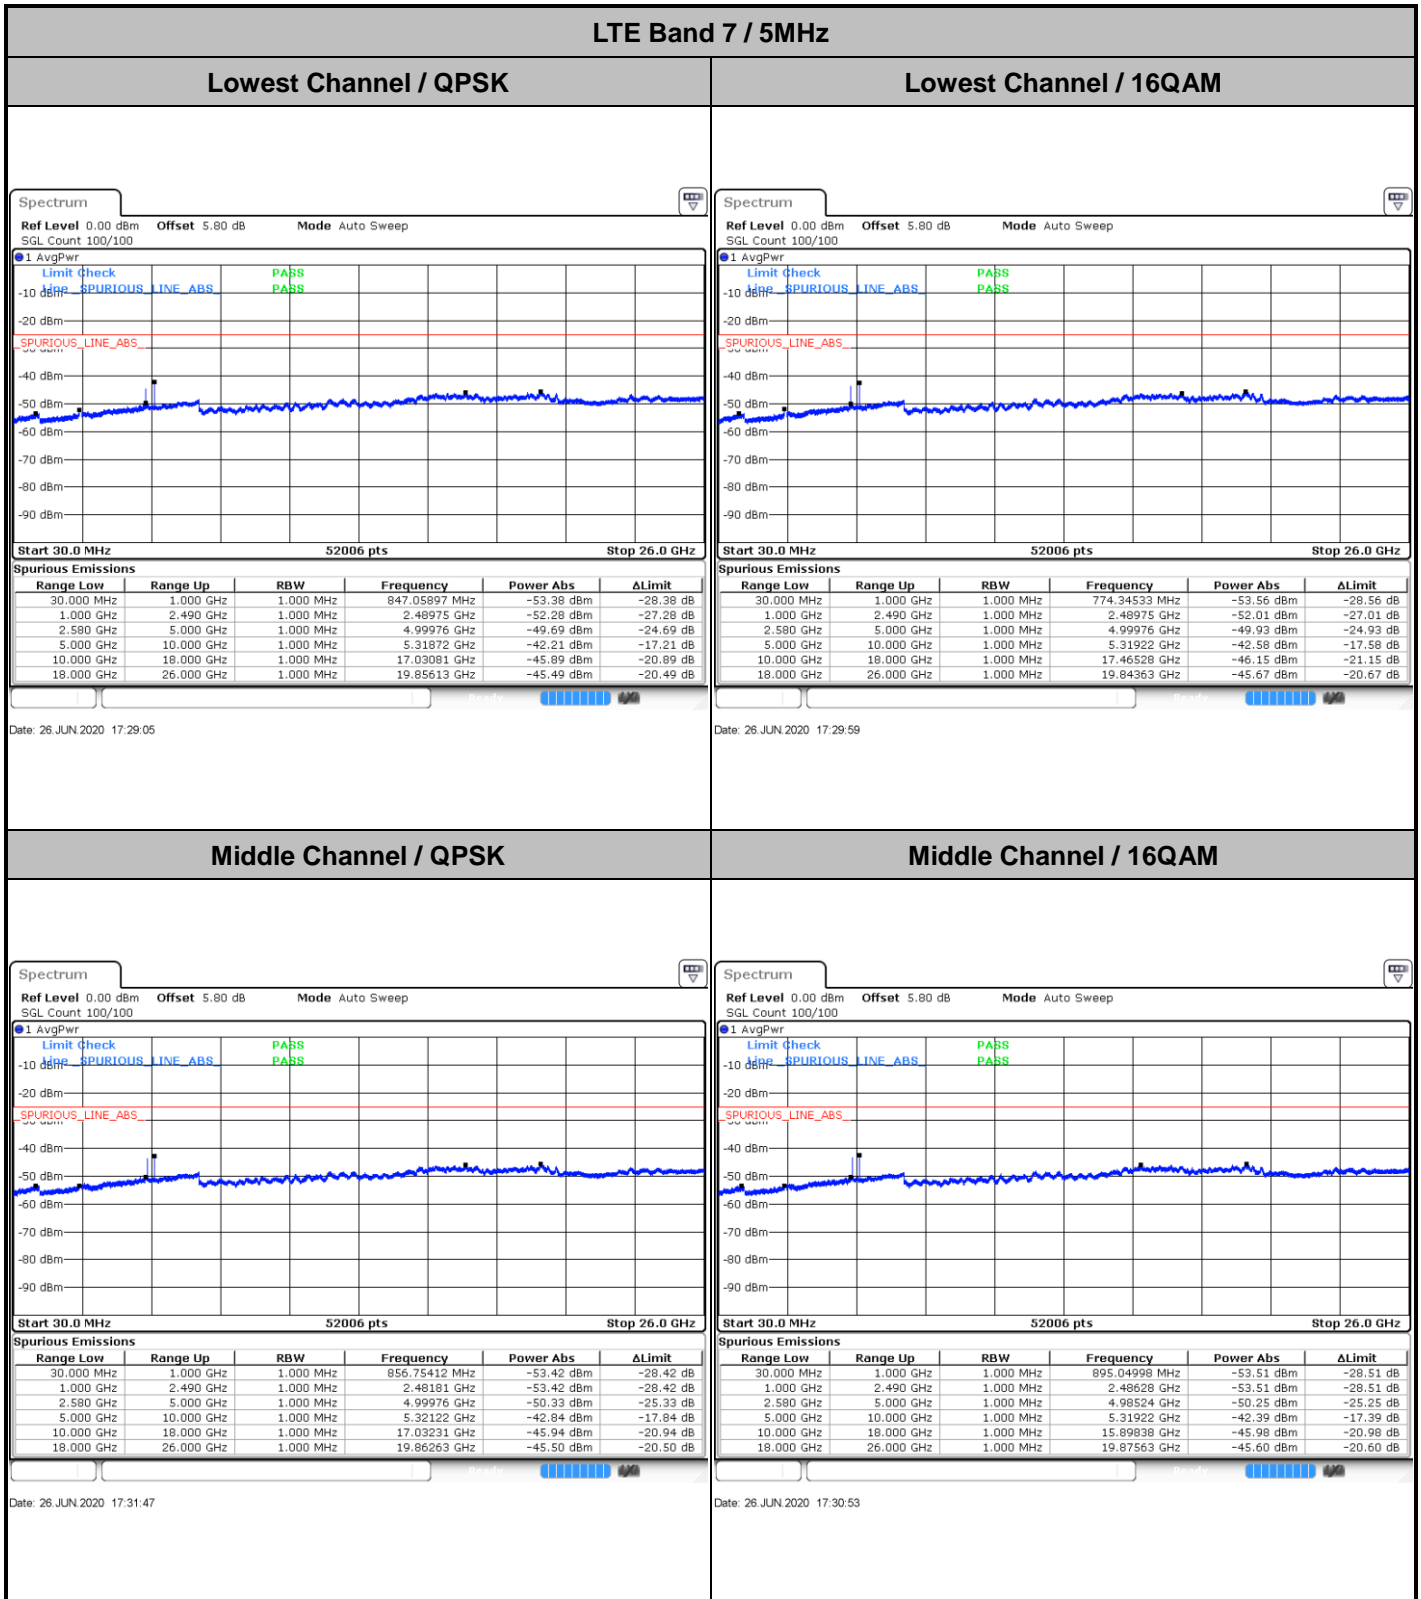 LTE Band 7 / 5MHz
Lowest Channel / QPSK
Lowest Channel / 16QAM
Spectrum
Ref Level 0.00 dBm Offset 5.80 dB Mode Auto Sweep
SGL Count 100/100
1 AvgPwr
Limit Check PASS
Line _SPURIOUS_LINE_ABS_ PASS
-10 dBm
-20 dBm
_SPURIOUS_LINE_ABS_
-30 dBm
-40 dBm
-50 dBm
-60 dBm
-70 dBm
-80 dBm
-90 dBm
Start 30.0 MHz 52006 pts Stop 26.0 GHz
Spurious Emissions
Range Low Range Up RBW Frequency Power Abs ΔLimit
30.000 MHz 1.000 GHz 1.000 MHz 847.05897 MHz -53.38 dBm -28.38 dB
1.000 GHz 2.490 GHz 1.000 MHz 2.48975 GHz -52.28 dBm -27.28 dB
2.580 GHz 5.000 GHz 1.000 MHz 4.99976 GHz -49.69 dBm -24.69 dB
5.000 GHz 10.000 GHz 1.000 MHz 5.31872 GHz -42.21 dBm -17.21 dB
10.000 GHz 18.000 GHz 1.000 MHz 17.03081 GHz -45.89 dBm -20.89 dB
18.000 GHz 26.000 GHz 1.000 MHz 19.85613 GHz -45.49 dBm -20.49 dB
Ready
Date: 26.JUN.2020 17:29:05
Spectrum
Ref Level 0.00 dBm Offset 5.80 dB Mode Auto Sweep
SGL Count 100/100
1 AvgPwr
Limit Check PASS
Line _SPURIOUS_LINE_ABS_ PASS
-10 dBm
-20 dBm
_SPURIOUS_LINE_ABS_
-30 dBm
-40 dBm
-50 dBm
-60 dBm
-70 dBm
-80 dBm
-90 dBm
Start 30.0 MHz 52006 pts Stop 26.0 GHz
Spurious Emissions
Range Low Range Up RBW Frequency Power Abs ΔLimit
30.000 MHz 1.000 GHz 1.000 MHz 774.34533 MHz -53.56 dBm -28.56 dB
1.000 GHz 2.490 GHz 1.000 MHz 2.48975 GHz -52.01 dBm -27.01 dB
2.580 GHz 5.000 GHz 1.000 MHz 4.99976 GHz -49.93 dBm -24.93 dB
5.000 GHz 10.000 GHz 1.000 MHz 5.31922 GHz -42.58 dBm -17.58 dB
10.000 GHz 18.000 GHz 1.000 MHz 17.46528 GHz -46.15 dBm -21.15 dB
18.000 GHz 26.000 GHz 1.000 MHz 19.84363 GHz -45.67 dBm -20.67 dB
Ready
Date: 26.JUN.2020 17:29:59
Middle Channel / QPSK
Middle Channel / 16QAM
Spectrum
Ref Level 0.00 dBm Offset 5.80 dB Mode Auto Sweep
SGL Count 100/100
1 AvgPwr
Limit Check PASS
Line _SPURIOUS_LINE_ABS_ PASS
-10 dBm
-20 dBm
_SPURIOUS_LINE_ABS_
-30 dBm
-40 dBm
-50 dBm
-60 dBm
-70 dBm
-80 dBm
-90 dBm
Start 30.0 MHz 52006 pts Stop 26.0 GHz
Spurious Emissions
Range Low Range Up RBW Frequency Power Abs ΔLimit
30.000 MHz 1.000 GHz 1.000 MHz 856.75412 MHz -53.42 dBm -28.42 dB
1.000 GHz 2.490 GHz 1.000 MHz 2.48181 GHz -53.42 dBm -28.42 dB
2.580 GHz 5.000 GHz 1.000 MHz 4.99976 GHz -50.33 dBm -25.33 dB
5.000 GHz 10.000 GHz 1.000 MHz 5.32122 GHz -42.84 dBm -17.84 dB
10.000 GHz 18.000 GHz 1.000 MHz 17.03231 GHz -45.94 dBm -20.94 dB
18.000 GHz 26.000 GHz 1.000 MHz 19.86263 GHz -45.50 dBm -20.50 dB
Ready
Date: 26.JUN.2020 17:31:47
Spectrum
Ref Level 0.00 dBm Offset 5.80 dB Mode Auto Sweep
SGL Count 100/100
1 AvgPwr
Limit Check PASS
Line _SPURIOUS_LINE_ABS_ PASS
-10 dBm
-20 dBm
_SPURIOUS_LINE_ABS_
-30 dBm
-40 dBm
-50 dBm
-60 dBm
-70 dBm
-80 dBm
-90 dBm
Start 30.0 MHz 52006 pts Stop 26.0 GHz
Spurious Emissions
Range Low Range Up RBW Frequency Power Abs ΔLimit
30.000 MHz 1.000 GHz 1.000 MHz 895.04998 MHz -53.51 dBm -28.51 dB
1.000 GHz 2.490 GHz 1.000 MHz 2.48628 GHz -53.51 dBm -28.51 dB
2.580 GHz 5.000 GHz 1.000 MHz 4.98524 GHz -50.25 dBm -25.25 dB
5.000 GHz 10.000 GHz 1.000 MHz 5.31922 GHz -42.39 dBm -17.39 dB
10.000 GHz 18.000 GHz 1.000 MHz 15.89838 GHz -45.98 dBm -20.98 dB
18.000 GHz 26.000 GHz 1.000 MHz 19.87563 GHz -45.60 dBm -20.60 dB
Ready
Date: 26.JUN.2020 17:30:53